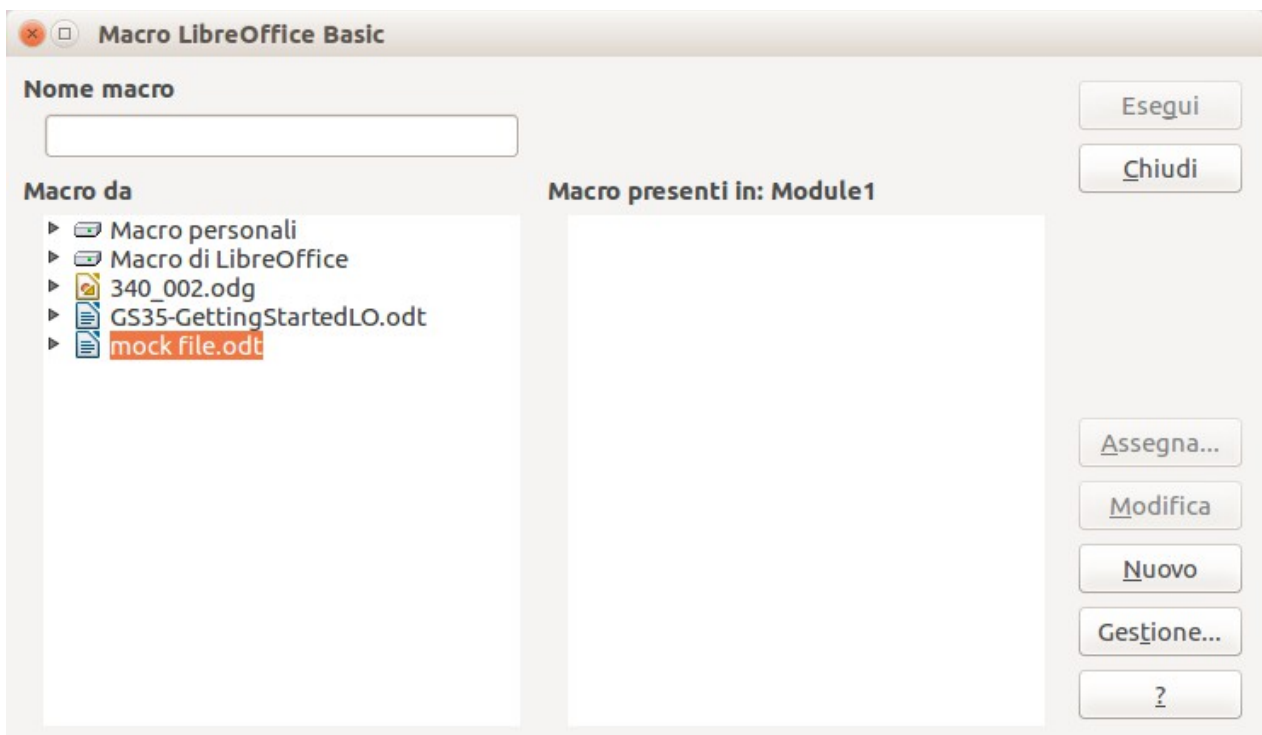 Macro LibreOffice Basic
Nome macro
Esegui
Chiudi
Macro da
Macro presenti in: Module1
Macro personali
Macro di LibreOffice
340_002.odg
GS35-GettingStartedLO.odt
mock file.odt
Assegna...
Modifica
Nuovo
Gestione...
?